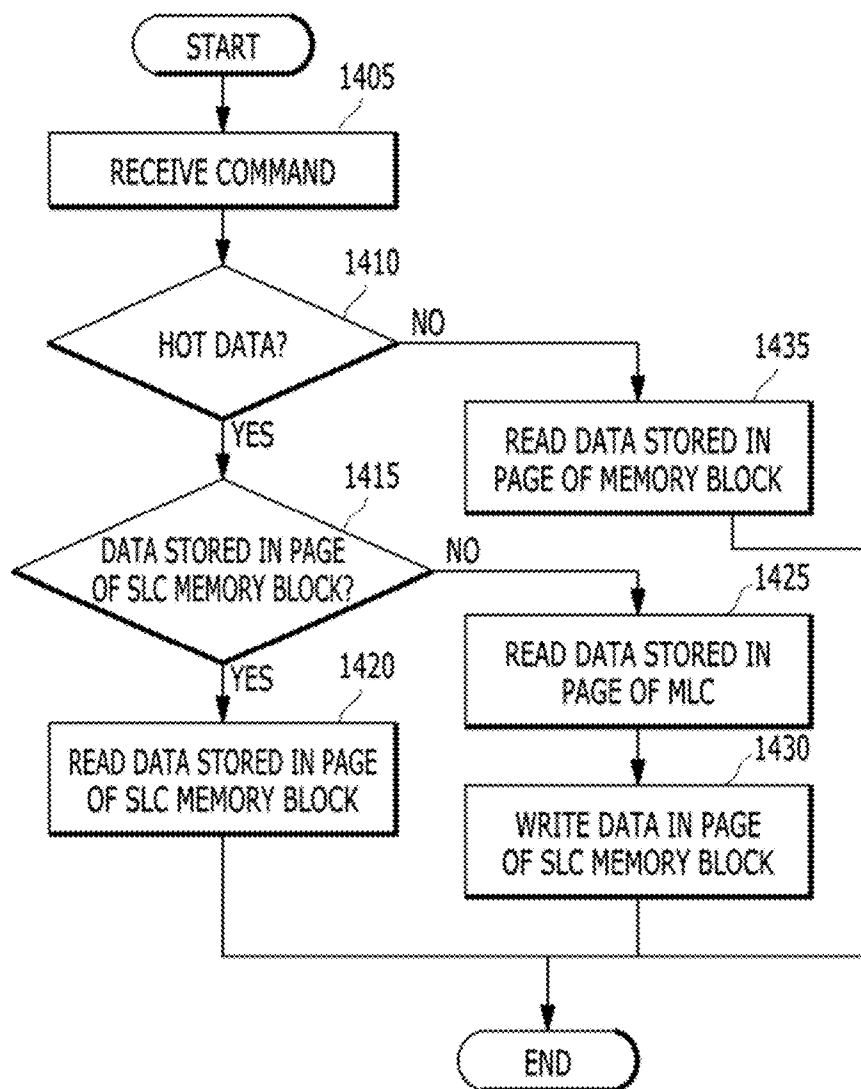 START
1405
RECEIVE COMMAND
1410
HOT DATA?
NO
1435
READ DATA STORED IN
PAGE OF MEMORY BLOCK
YES
1415
DATA STORED IN PAGE
OF SLC MEMORY BLOCK?
NO
1425
READ DATA STORED IN
PAGE OF MLC
YES
1420
READ DATA STORED IN PAGE
OF SLC MEMORY BLOCK
1430
WRITE DATA IN PAGE
OF SLC MEMORY BLOCK
END